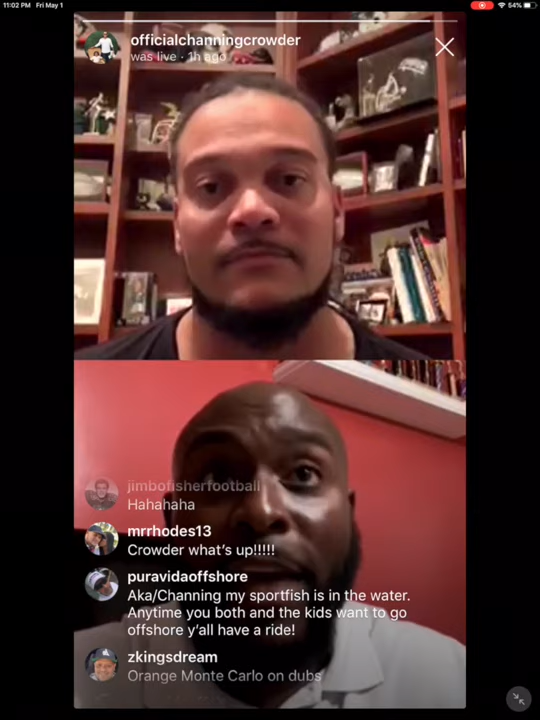 11:02 PM Fri May 1
54%
officialchanningcrowder
was live · 1h ago
jimbofisherfootball
Hahahaha
mrrhodes13
Crowder what's up!!!!!
puravidaoffshore
Aka/Channing my sportfish is in the water.
Anytime you both and the kids want to go
offshore y'all have a ride!
zkingsdream
Orange Monte Carlo on dubs